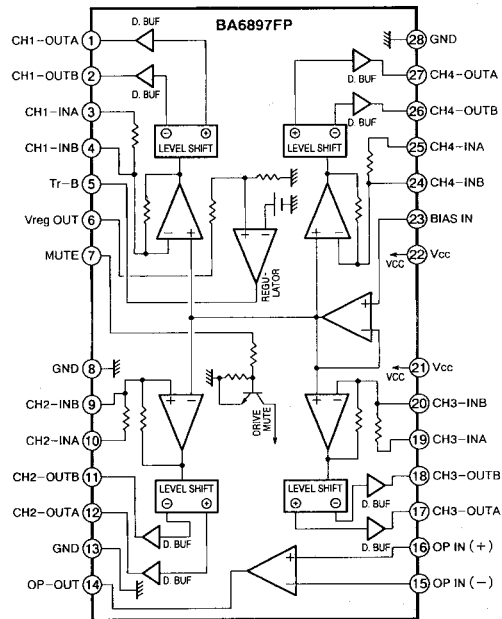 BA6897FP
CH1-OUTA 1
CH1-OUTB 2
CH1-INA 3
CH1-INB 4
Tr-B 5
Vreg OUT 6
MUTE 7
GND 8
CH2-INB 9
CH2-INA 10
CH2-OUTB 11
CH2-OUTA 12
GND 13
OP-OUT 14
D. BUF
D. BUF
− +
LEVEL SHIFT
− +
+ −
REGU-
LATOR
DRIVE
MUTE
+ −
LEVEL SHIFT
− +
D. BUF
D. BUF
28 GND
27 CH4-OUTA
26 CH4-OUTB
25 CH4-INA
24 CH4-INB
23 BIAS IN
22 Vcc
21 Vcc
20 CH3-INB
19 CH3-INA
18 CH3-OUTB
17 CH3-OUTA
16 OP IN (+)
15 OP IN (−)
D. BUF
D. BUF
+ −
LEVEL SHIFT
+ −
VCC
+
−
VCC
− +
LEVEL SHIFT
+ −
D. BUF
D. BUF
+
−